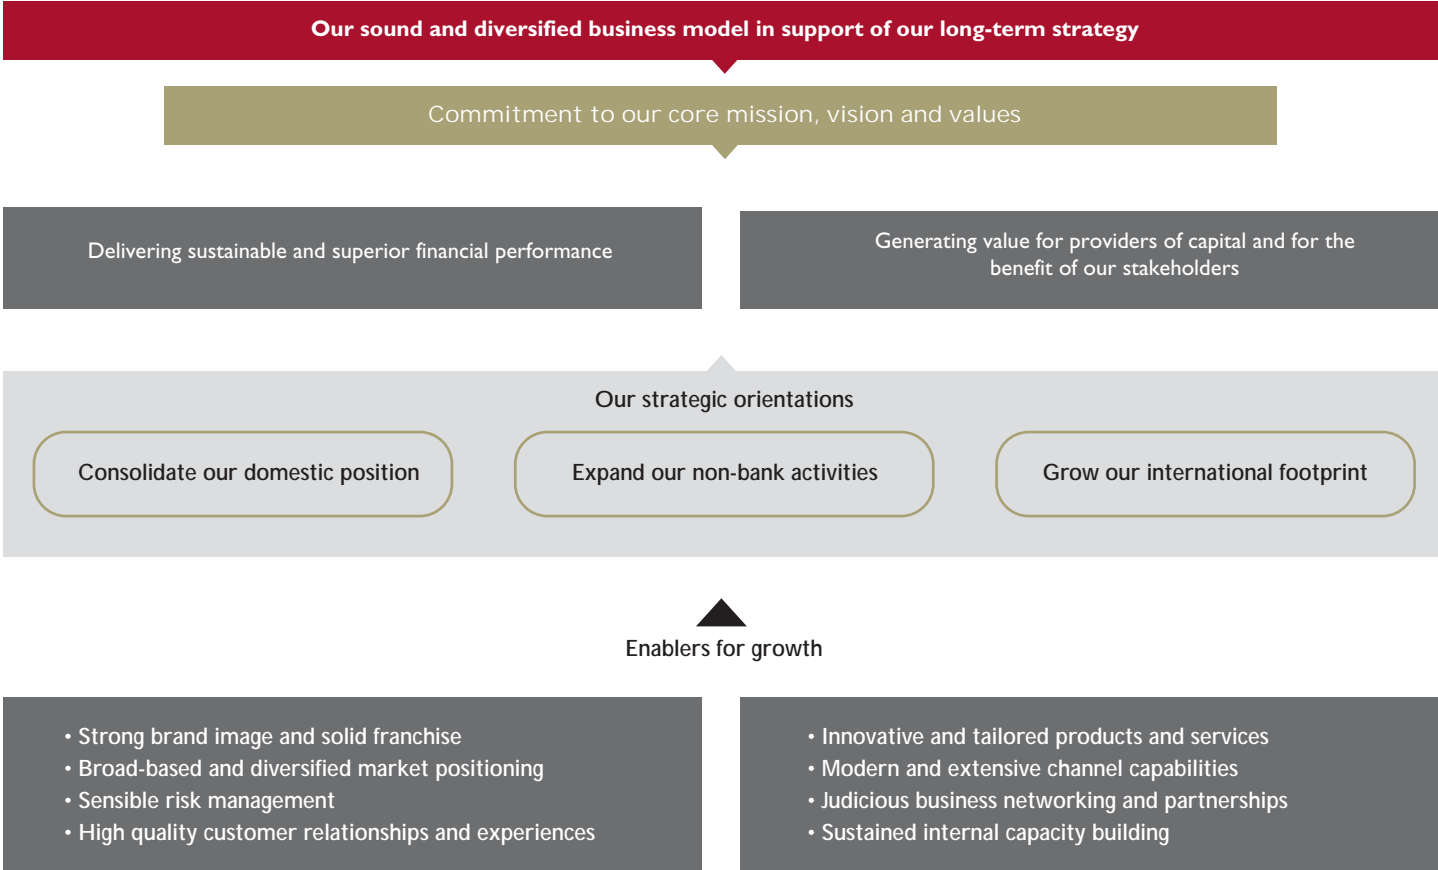 Our sound and diversified business model in support of our long-term strategy
Commitment to our core mission, vision and values
Delivering sustainable and superior financial performance
Generating value for providers of capital and for the
benefit of our stakeholders
Our strategic orientations
Consolidate our domestic position
Expand our non-bank activities
Grow our international footprint
Enablers for growth
• Strong brand image and solid franchise
• Broad-based and diversified market positioning
• Sensible risk management
• High quality customer relationships and experiences
• Innovative and tailored products and services
• Modern and extensive channel capabilities
• Judicious business networking and partnerships
• Sustained internal capacity building